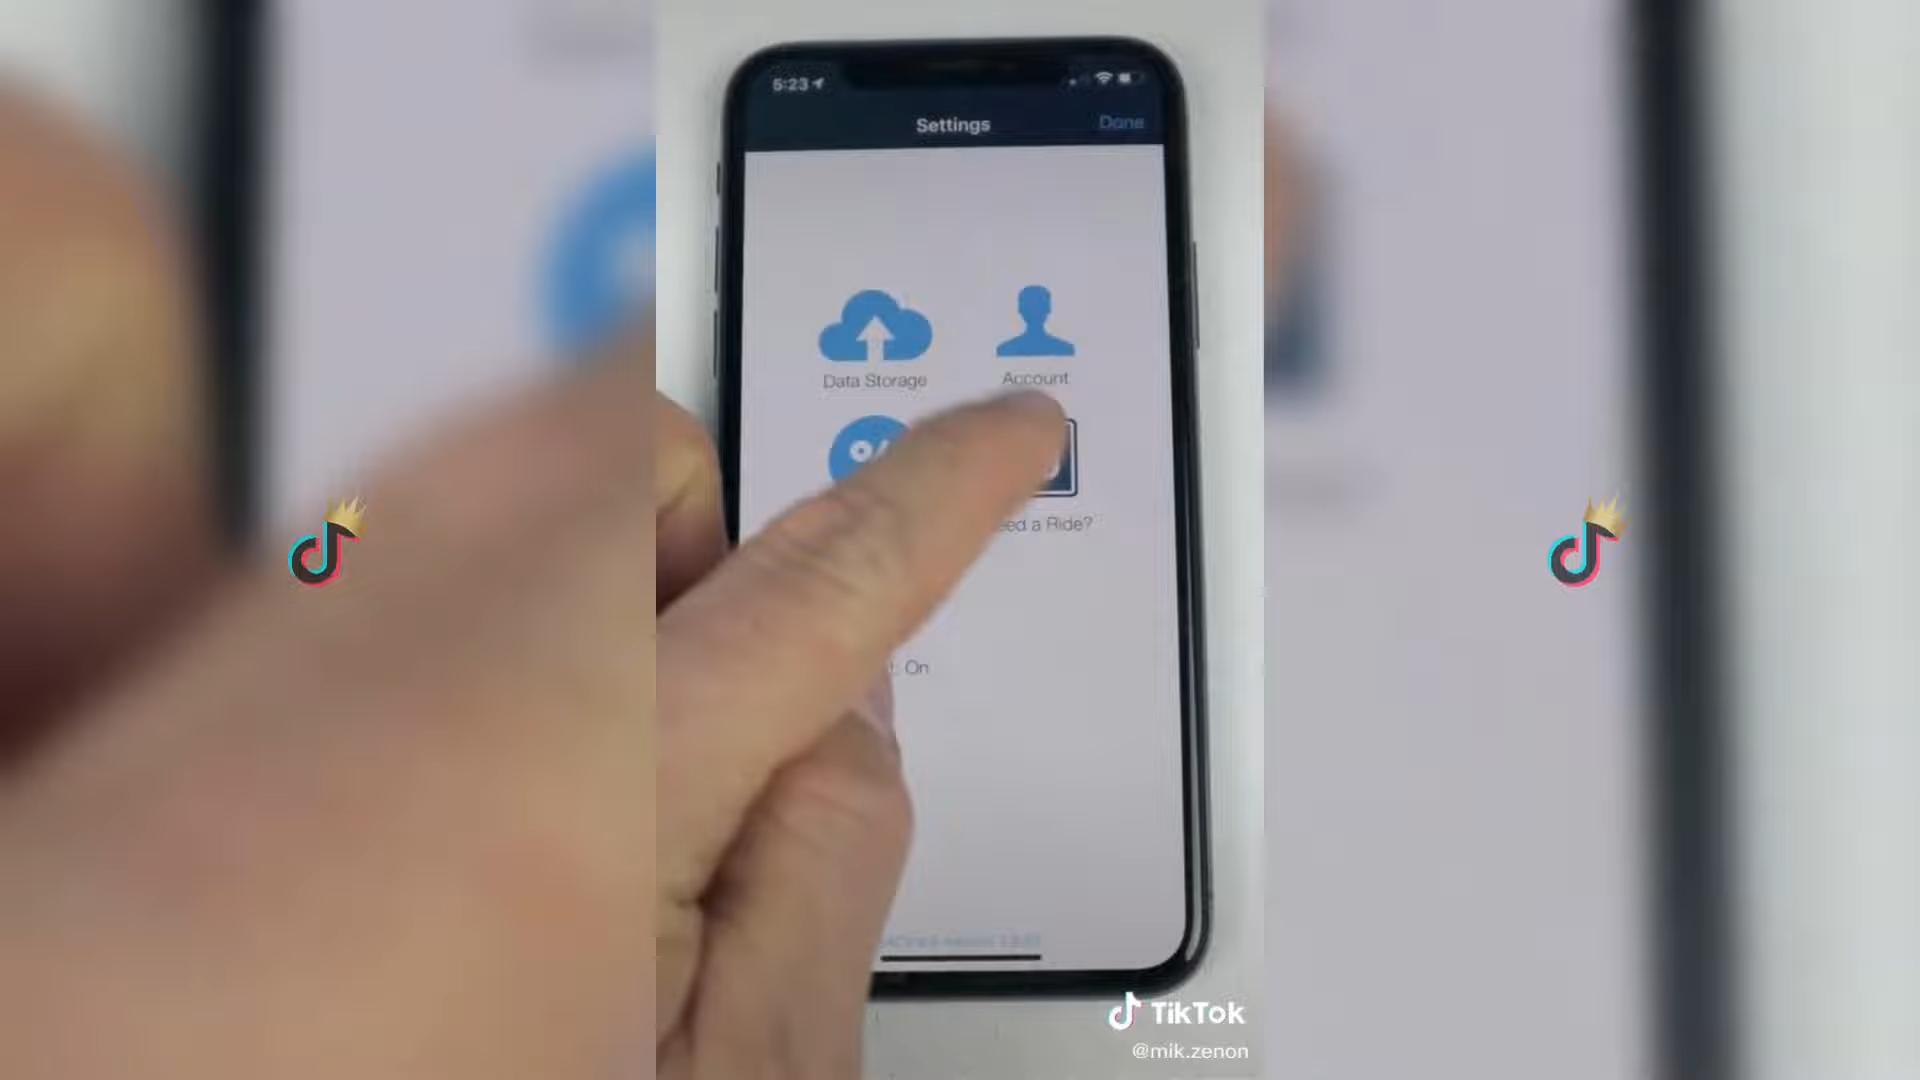 5:23
Settings
Done
Data Storage
Account
%
eed a Ride?
t: On
TikTok
@mik.zenon